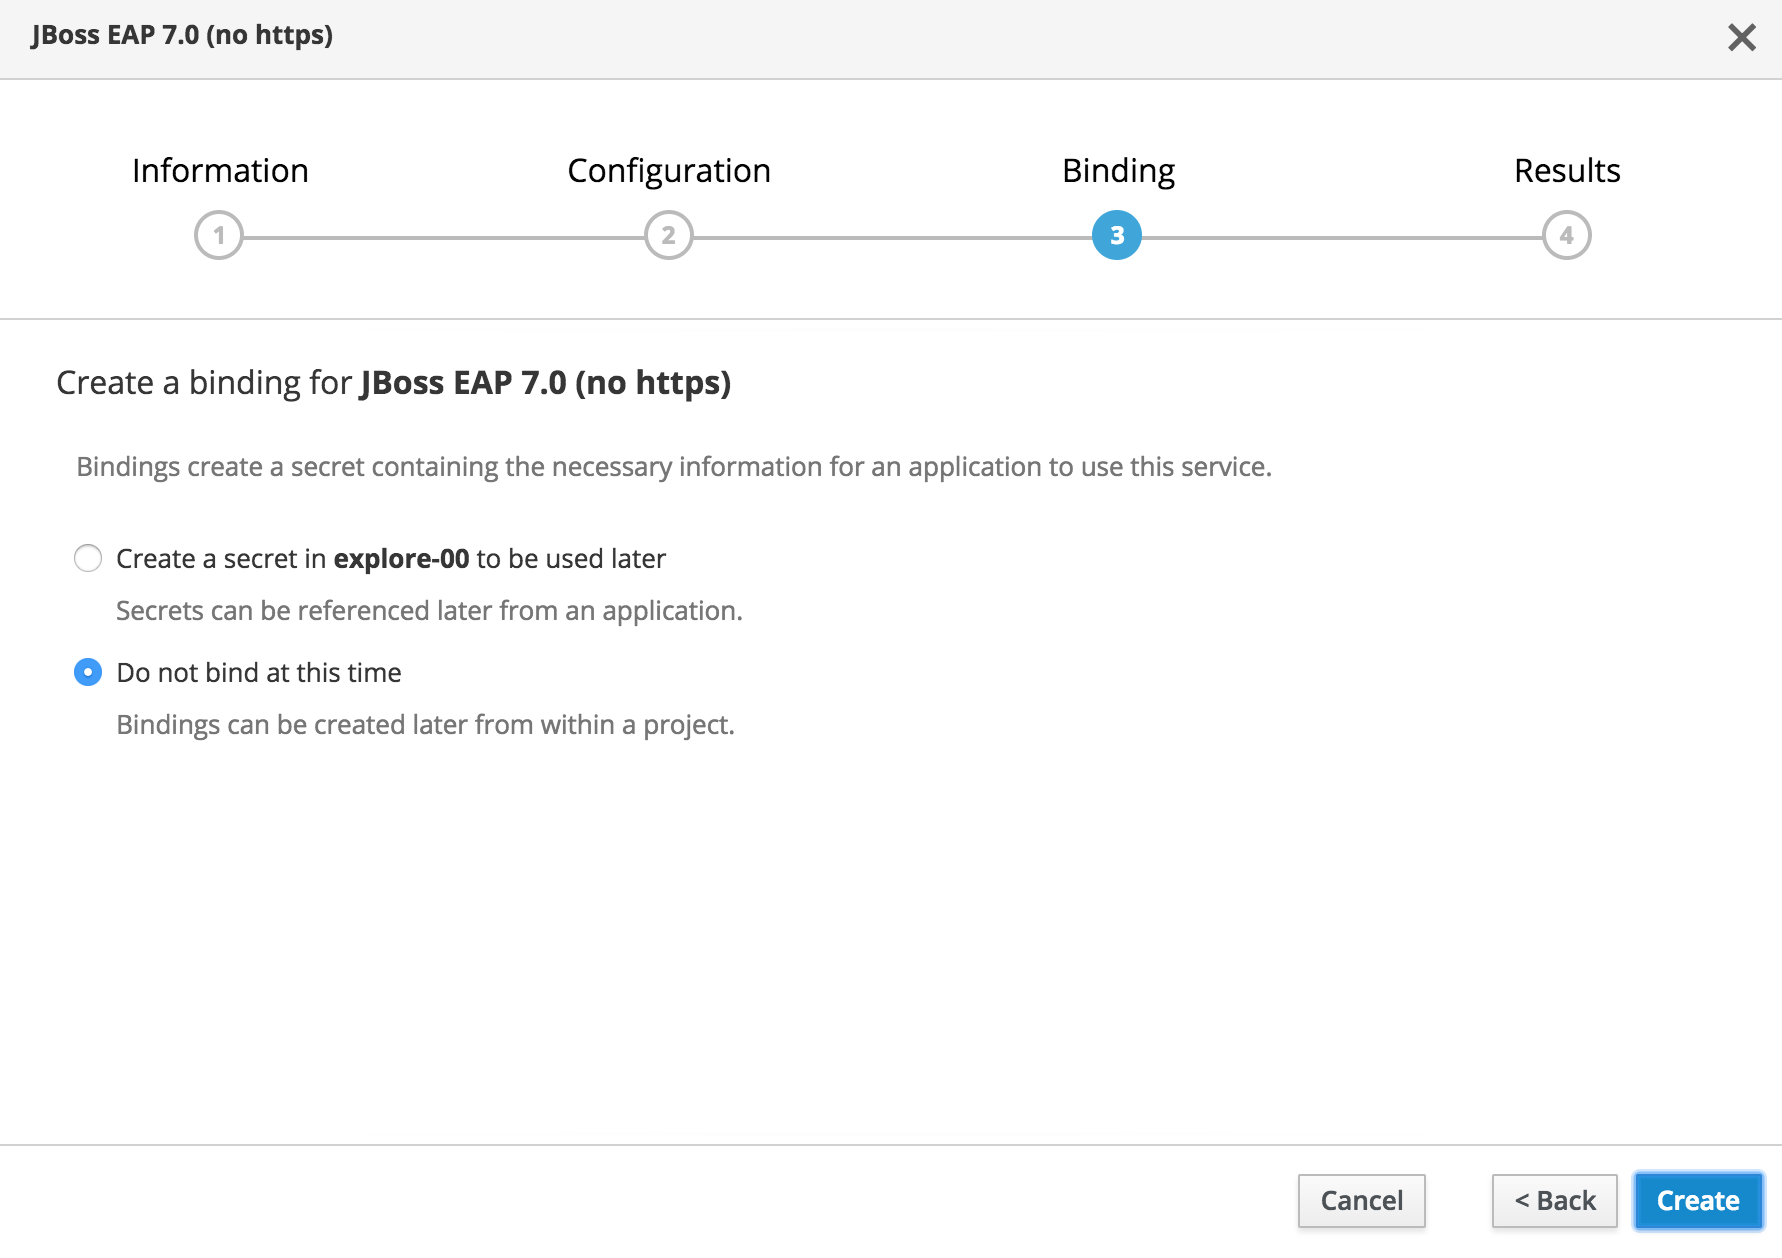 JBoss EAP 7.0 (no https)
Information Configuration Binding Results
1 2 3 4
Create a binding for JBoss EAP 7.0 (no https)
Bindings create a secret containing the necessary information for an application to use this service.
Create a secret in explore-00 to be used later
Secrets can be referenced later from an application.
Do not bind at this time
Bindings can be created later from within a project.
Cancel < Back Create